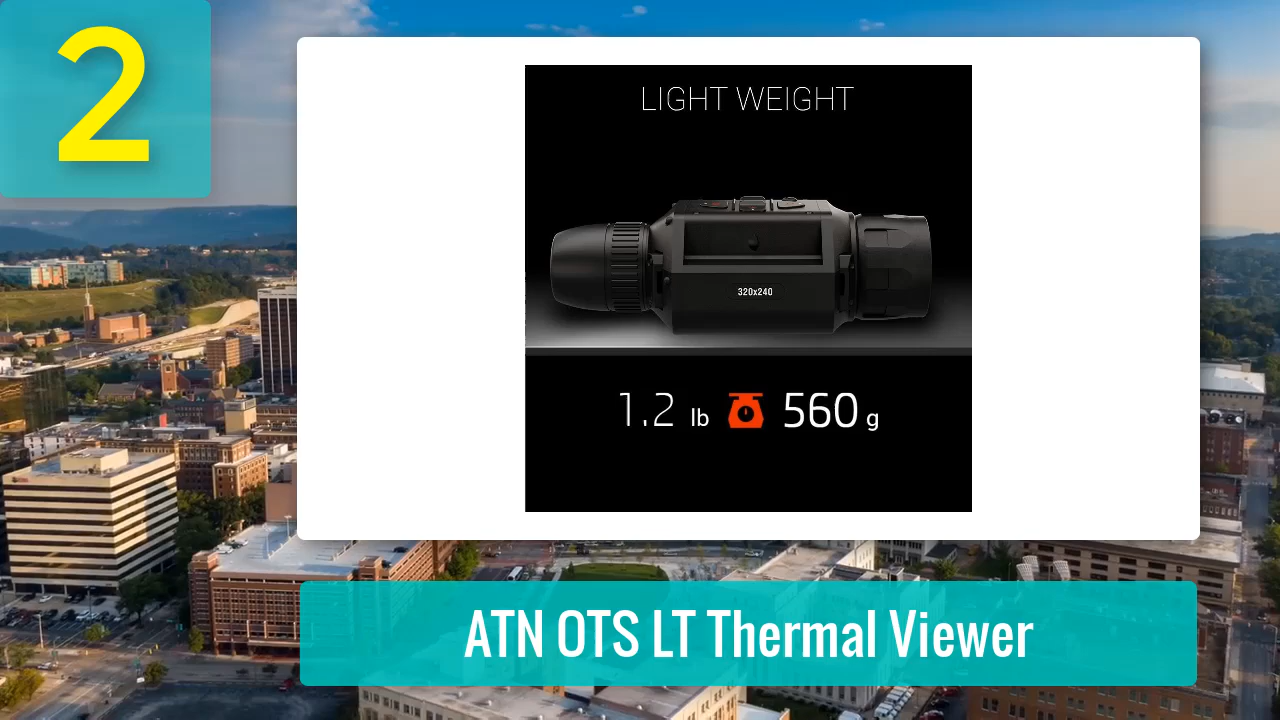 2
LIGHT WEIGHT
320x240
1.2 lb 560 g
ATN OTS LT Thermal Viewer